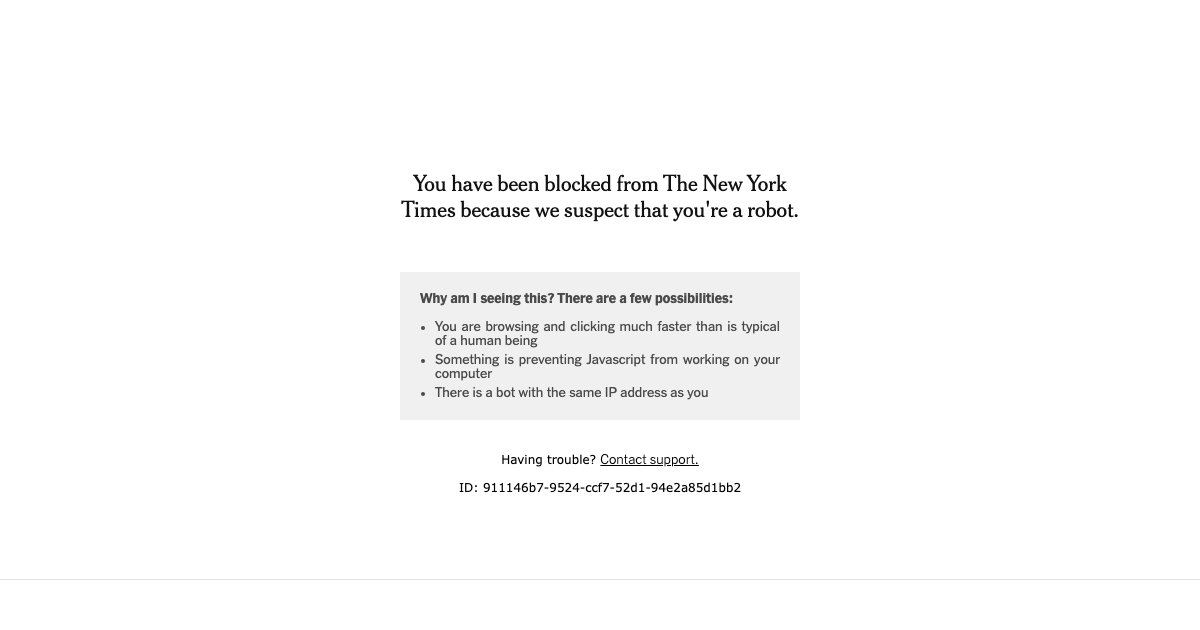 You have been blocked from The New York
Times because we suspect that you're a robot.
Why am I seeing this? There are a few possibilities:
• You are browsing and clicking much faster than is typical
of a human being
• Something is preventing Javascript from working on your
computer
• There is a bot with the same IP address as you
Having trouble? Contact support.
ID: 911146b7-9524-ccf7-52d1-94e2a85d1bb2